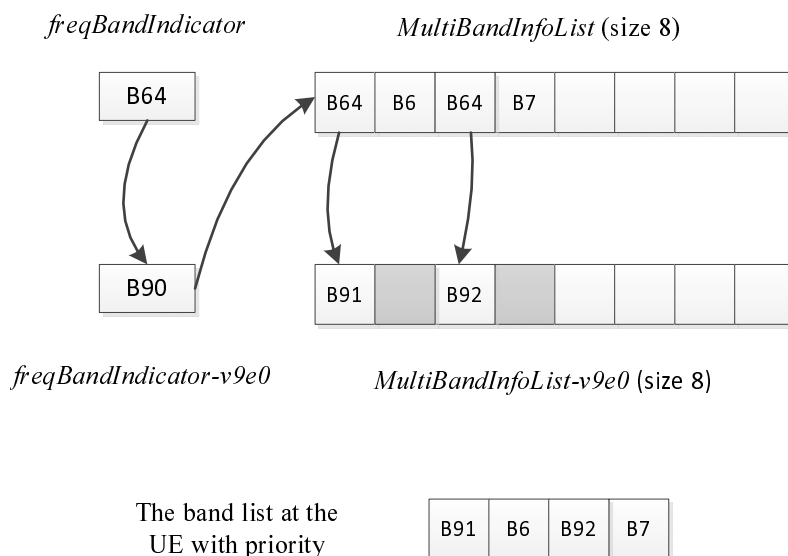 freqBandIndicator
MultiBandInfoList (size 8)
B64
B64 B6 B64 B7
B90
B91 B92
freqBandIndicator-v9e0
MultiBandInfoList-v9e0 (size 8)
The band list at the
UE with priority
B91 B6 B92 B7